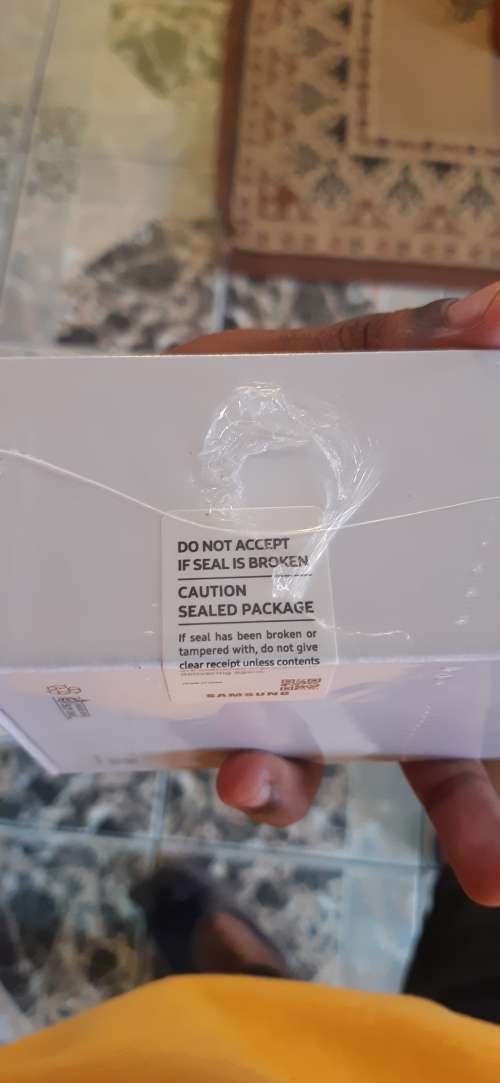 DO NOT ACCEPT
IF SEAL IS BROKEN
CAUTION
SEALED PACKAGE
If seal has been broken or
tampered with, do not give
clear receipt unless contents
SAMSUNG